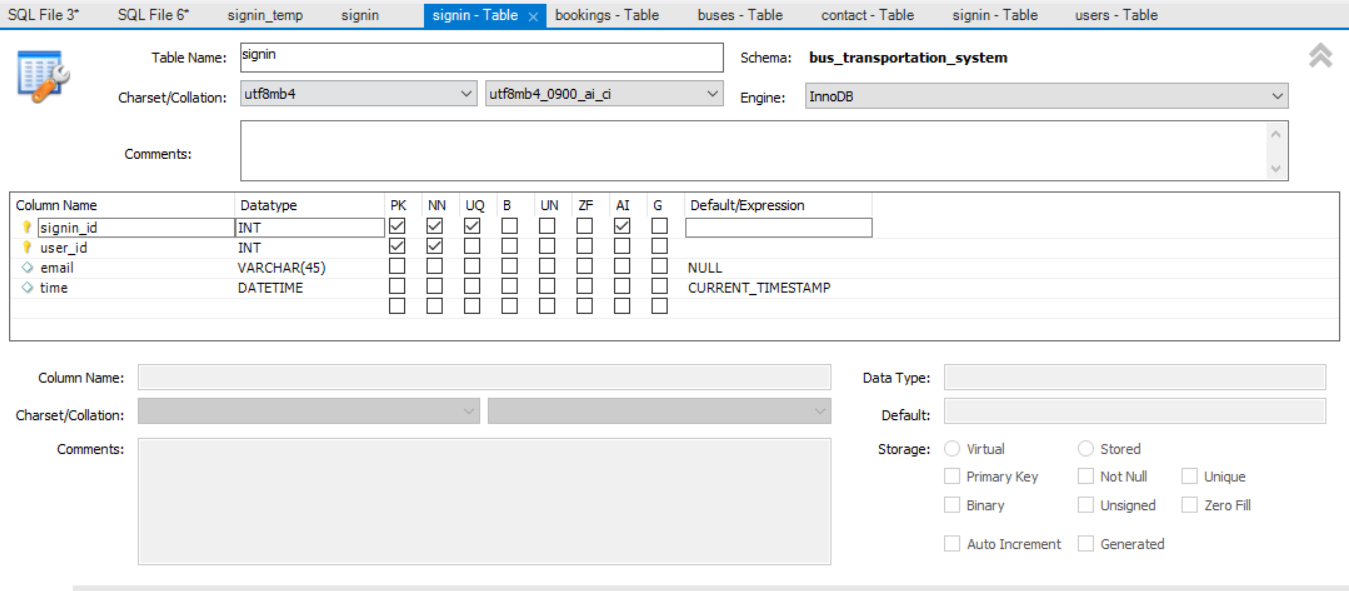 SQL File 3* SQL File 6* signin_temp signin signin - Table × bookings - Table buses - Table contact - Table signin - Table users - Table
Table Name: signin Schema: bus_transportation_system
Charset/Collation: utf8mb4 utf8mb4_0900_ai_ci Engine: InnoDB
Comments:
Column Name Datatype PK NN UQ B UN ZF AI G Default/Expression
signin_id INT
user_id INT
email VARCHAR(45) NULL
time DATETIME CURRENT_TIMESTAMP
Column Name: Data Type:
Charset/Collation: Default:
Comments: Storage: Virtual Stored
Primary Key Not Null Unique
Binary Unsigned Zero Fill
Auto Increment Generated